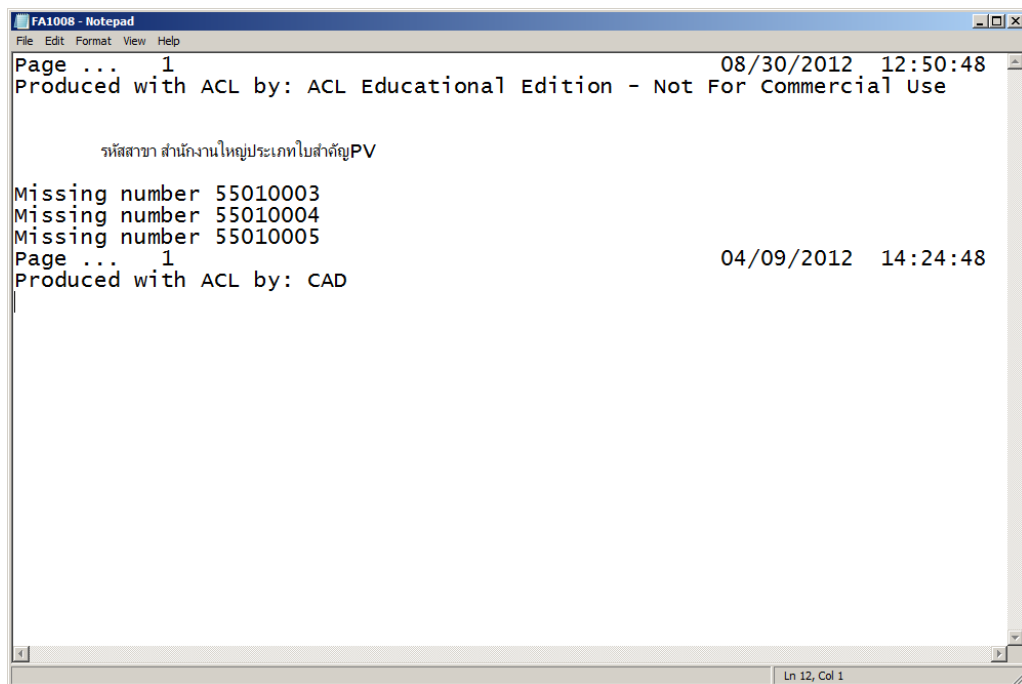 FA1008 - Notepad
File Edit Format View Help
Page ... 1 08/30/2012 12:50:48
Produced with ACL by: ACL Educational Edition - Not For Commercial Use
รหัสสาขา สำนักงานใหญ่ประเภทใบสำคัญPV
Missing number 55010003
Missing number 55010004
Missing number 55010005
Page ... 1 04/09/2012 14:24:48
Produced with ACL by: CAD
Ln 12, Col 1